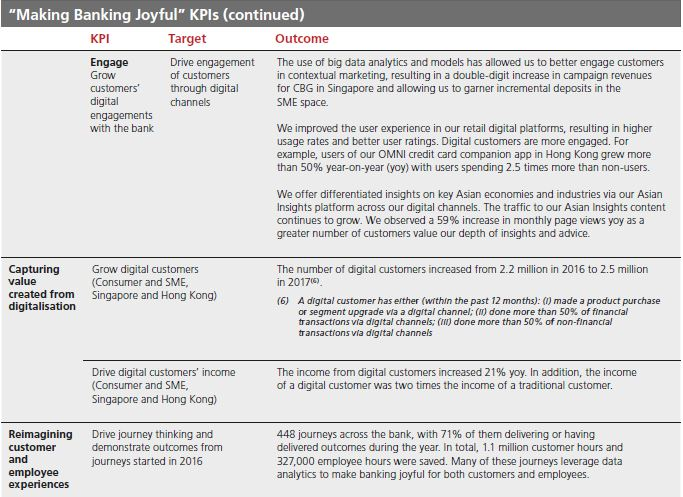 “Making Banking Joyful” KPIs (continued)
KPI Target Outcome
Engage
Grow
customers’
digital
engagements
with the bank
Drive engagement
of customers
through digital
channels
The use of big data analytics and models has allowed us to better engage customers
in contextual marketing, resulting in a double-digit increase in campaign revenues
for CBG in Singapore and allowing us to garner incremental deposits in the
SME space.
We improved the user experience in our retail digital platforms, resulting in higher
usage rates and better user ratings. Digital customers are more engaged. For
example, users of our OMNI credit card companion app in Hong Kong grew more
than 50% year-on-year (yoy) with users spending 2.5 times more than non-users.
We offer differentiated insights on key Asian economies and industries via our Asian
Insights platform across our digital channels. The traffic to our Asian Insights content
continues to grow. We observed a 59% increase in monthly page views yoy as a
greater number of customers value our depth of insights and advice.
Capturing
value
created from
digitalisation
Grow digital customers
(Consumer and SME,
Singapore and Hong Kong)
The number of digital customers increased from 2.2 million in 2016 to 2.5 million
in 2017(6).
(6) A digital customer has either (within the past 12 months): (i) made a product purchase
or segment upgrade via a digital channel; (ii) done more than 50% of financial
transactions via digital channels; (iii) done more than 50% of non-financial
transactions via digital channels
Drive digital customers’ income
(Consumer and SME,
Singapore and Hong Kong)
The income from digital customers increased 21% yoy. In addition, the income
of a digital customer was two times the income of a traditional customer.
Reimagining
customer
and
employee
experiences
Drive journey thinking and
demonstrate outcomes from
journeys started in 2016
448 journeys across the bank, with 71% of them delivering or having
delivered outcomes during the year. In total, 1.1 million customer hours and
327,000 employee hours were saved. Many of these journeys leverage data
analytics to make banking joyful for both customers and employees.